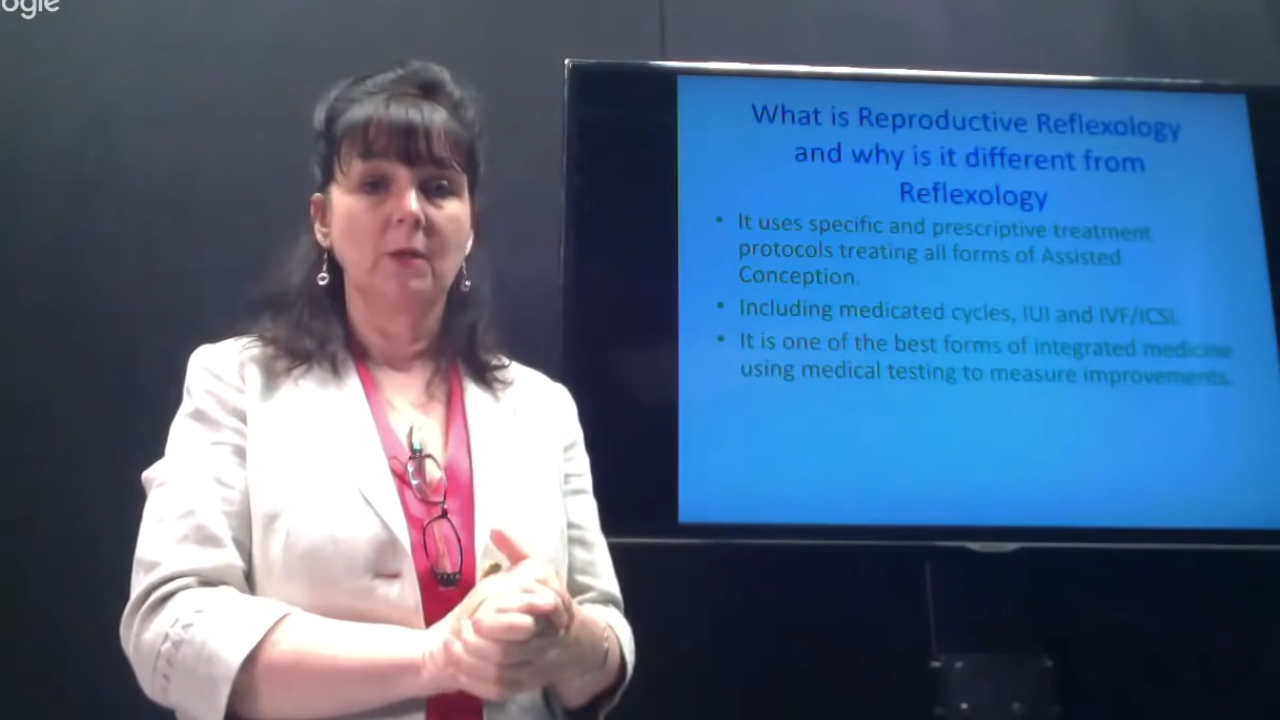 ogle
What is Reproductive Reflexology
and why is it different from
Reflexology
• It uses specific and prescriptive treatment
protocols treating all forms of Assisted
Conception.
• Including medicated cycles, IUI and IVF/ICSI.
• It is one of the best forms of integrated medicine
using medical testing to measure improvements.